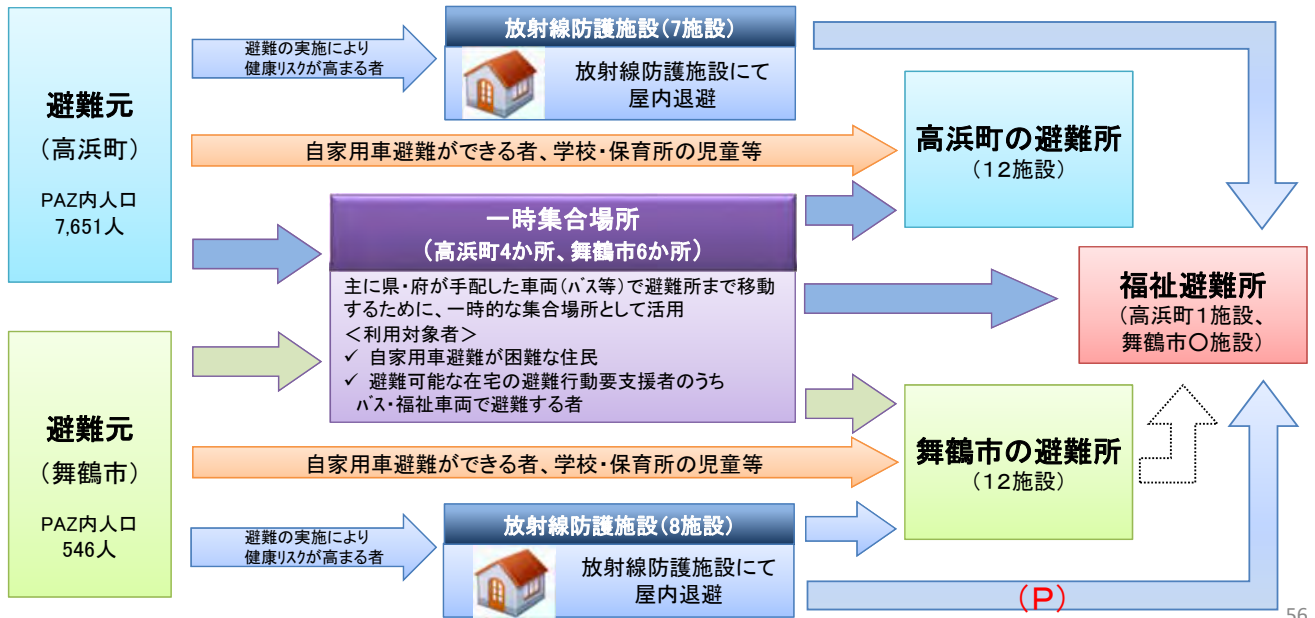 避難元
(高浜町)
PAZ内人口
7,651人
避難の実施により
健康リスクが高まる者
放射線防護施設(7施設)
放射線防護施設にて
屋内退避
自家用車避難ができる者、学校・保育所の児童等
高浜町の避難所
(12施設)
一時集合場所
(高浜町4か所、舞鶴市6か所)
主に県・府が手配した車両(バス等)で避難所まで移動
するために、一時的な集合場所として活用
<利用対象者>
✓ 自家用車避難が困難な住民
✓ 避難可能な在宅の避難行動要支援者のうち
バス・福祉車両で避難する者
福祉避難所
(高浜町1施設、
舞鶴市〇施設)
避難元
(舞鶴市)
PAZ内人口
546人
自家用車避難ができる者、学校・保育所の児童等
舞鶴市の避難所
(12施設)
避難の実施により
健康リスクが高まる者
放射線防護施設(8施設)
放射線防護施設にて
屋内退避
(P)
56